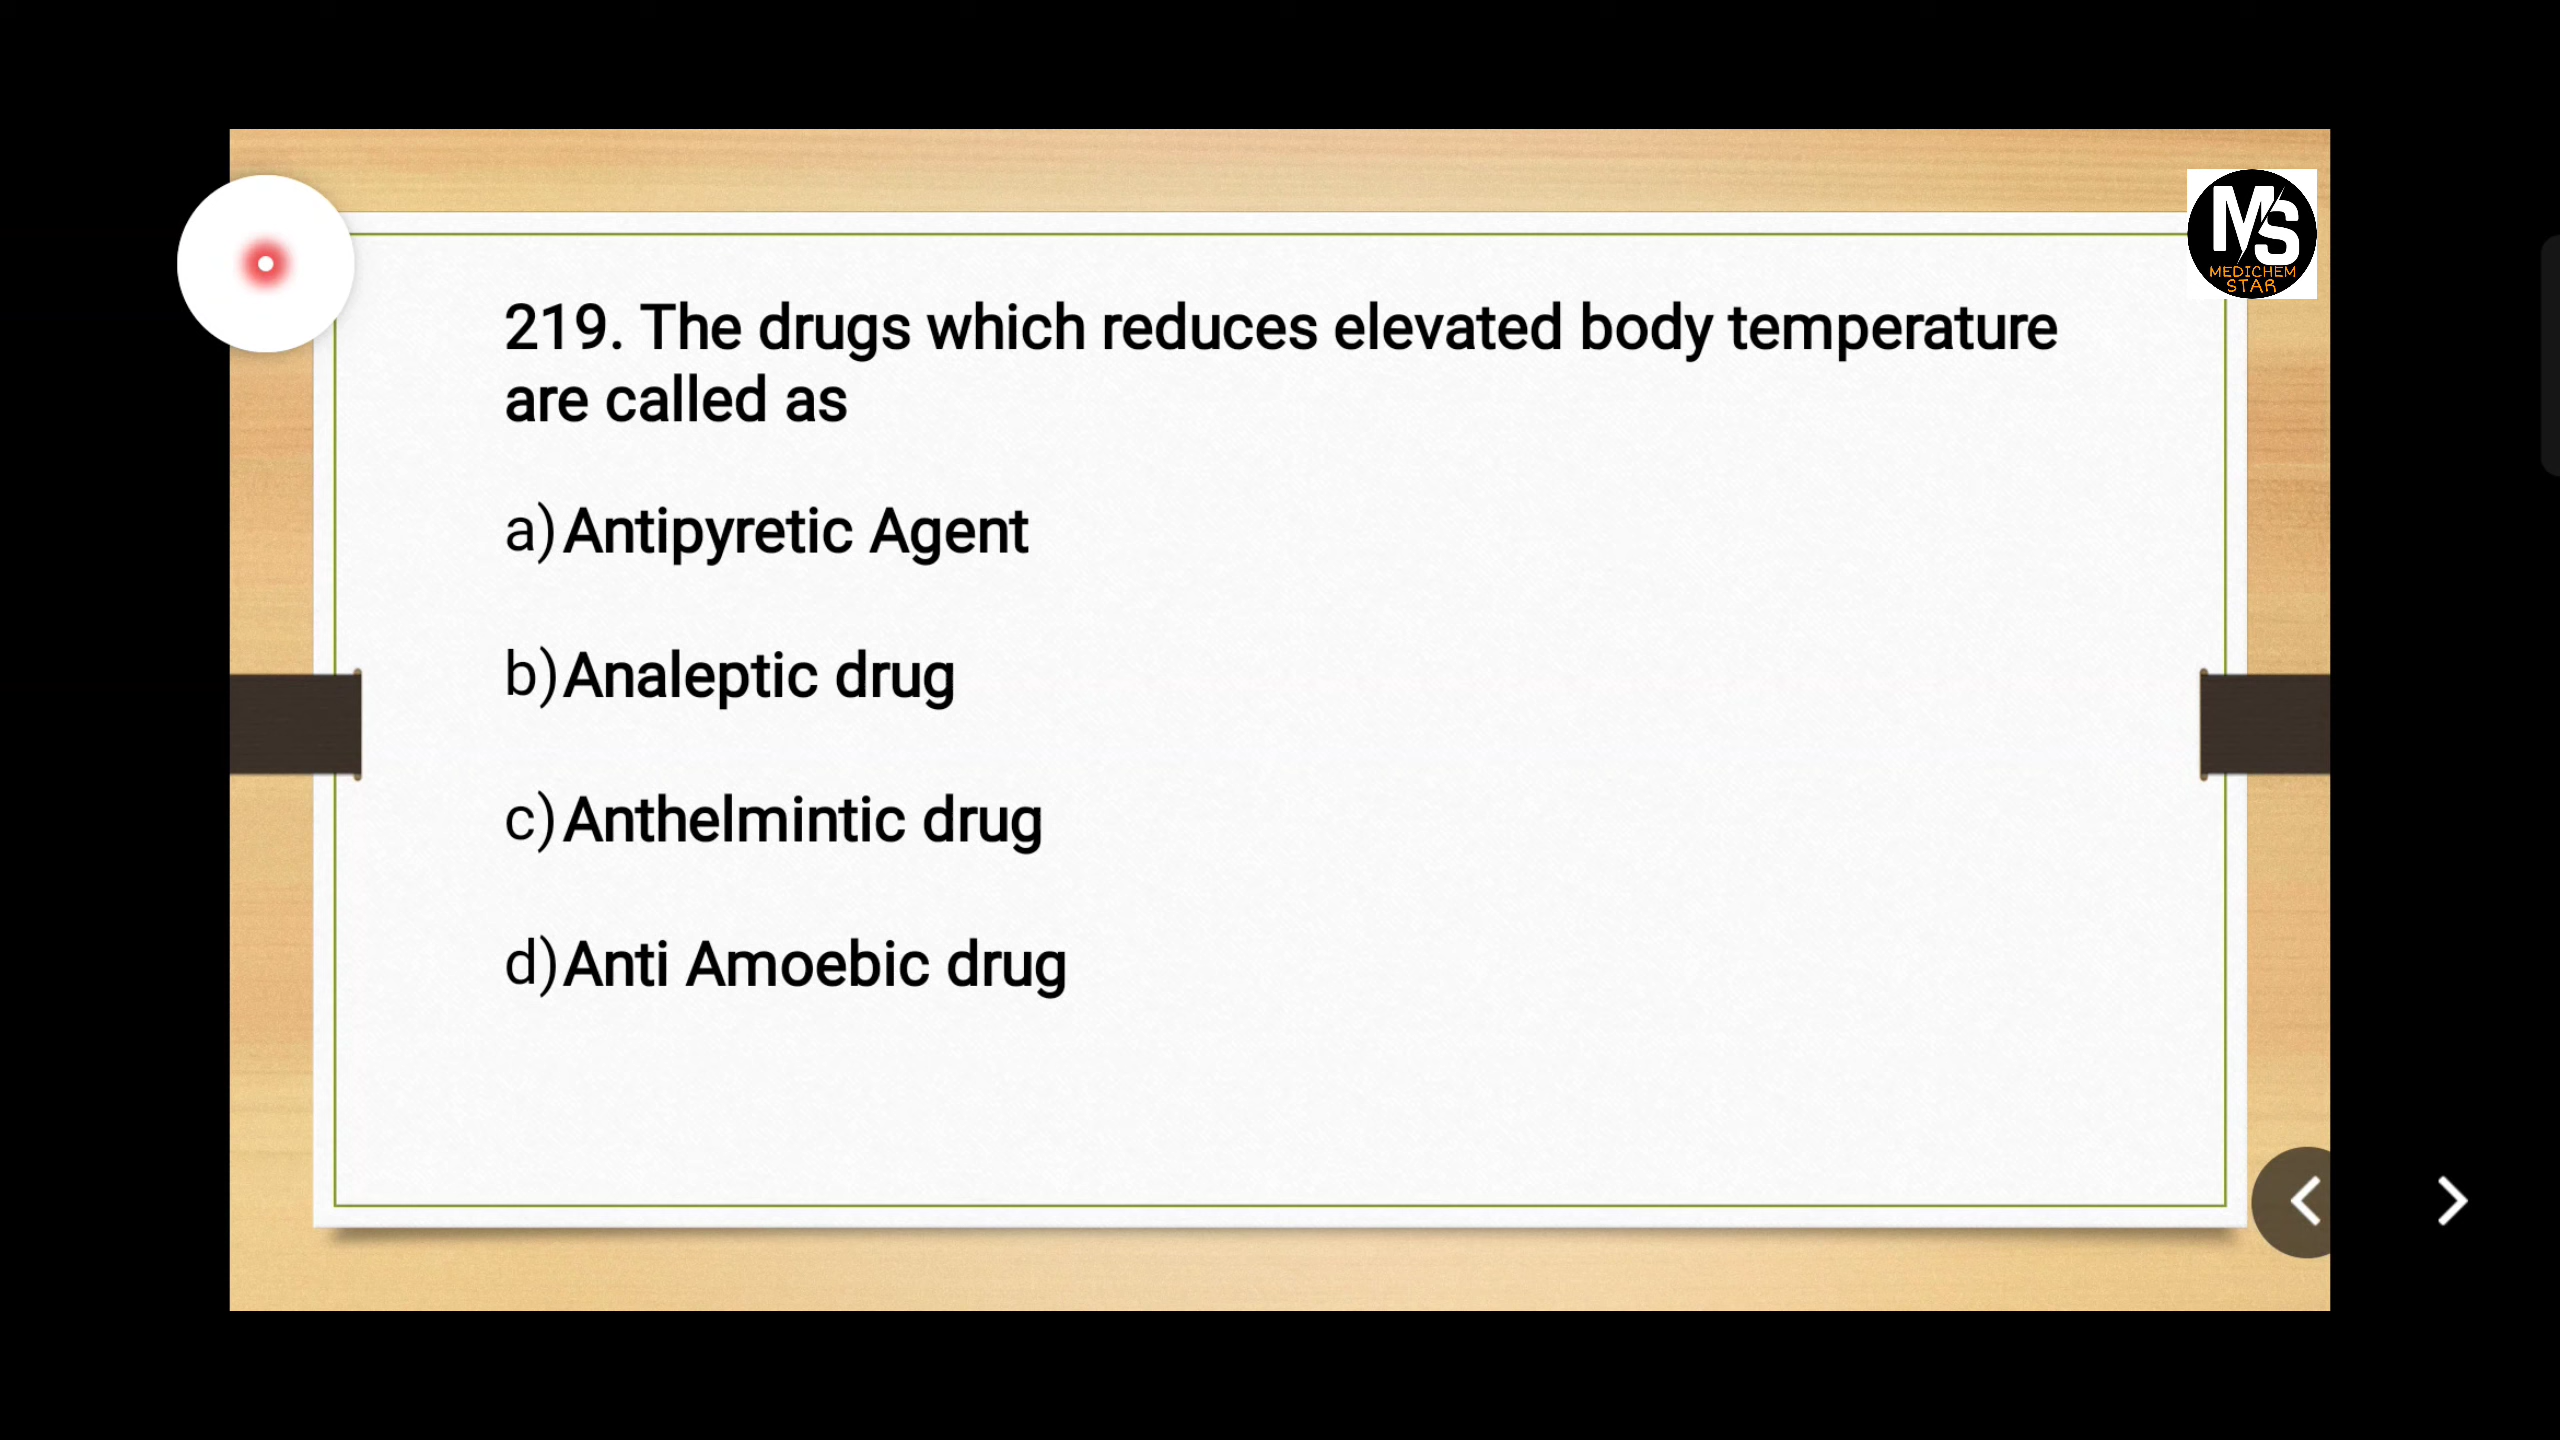 MS
MEDICHEM
STAR
219. The drugs which reduces elevated body temperature
are called as
a) Antipyretic Agent
b) Analeptic drug
c) Anthelmintic drug
d) Anti Amoebic drug